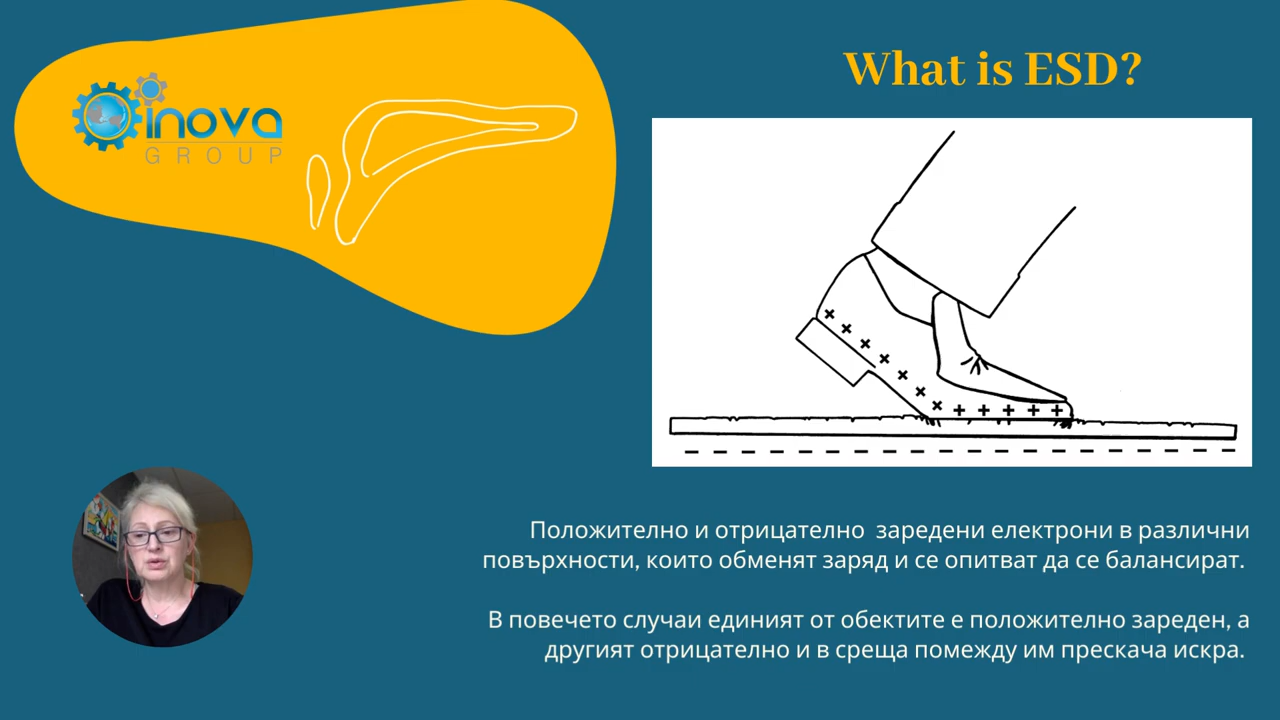 inova
GROUP
What is ESD?
Положително и отрицателно заредени електрони в различни
повърхности, които обменят заряд и се опитват да се балансират.
В повечето случаи единият от обектите е положително зареден, а
другият отрицателно и в среща помежду им прескача искра.